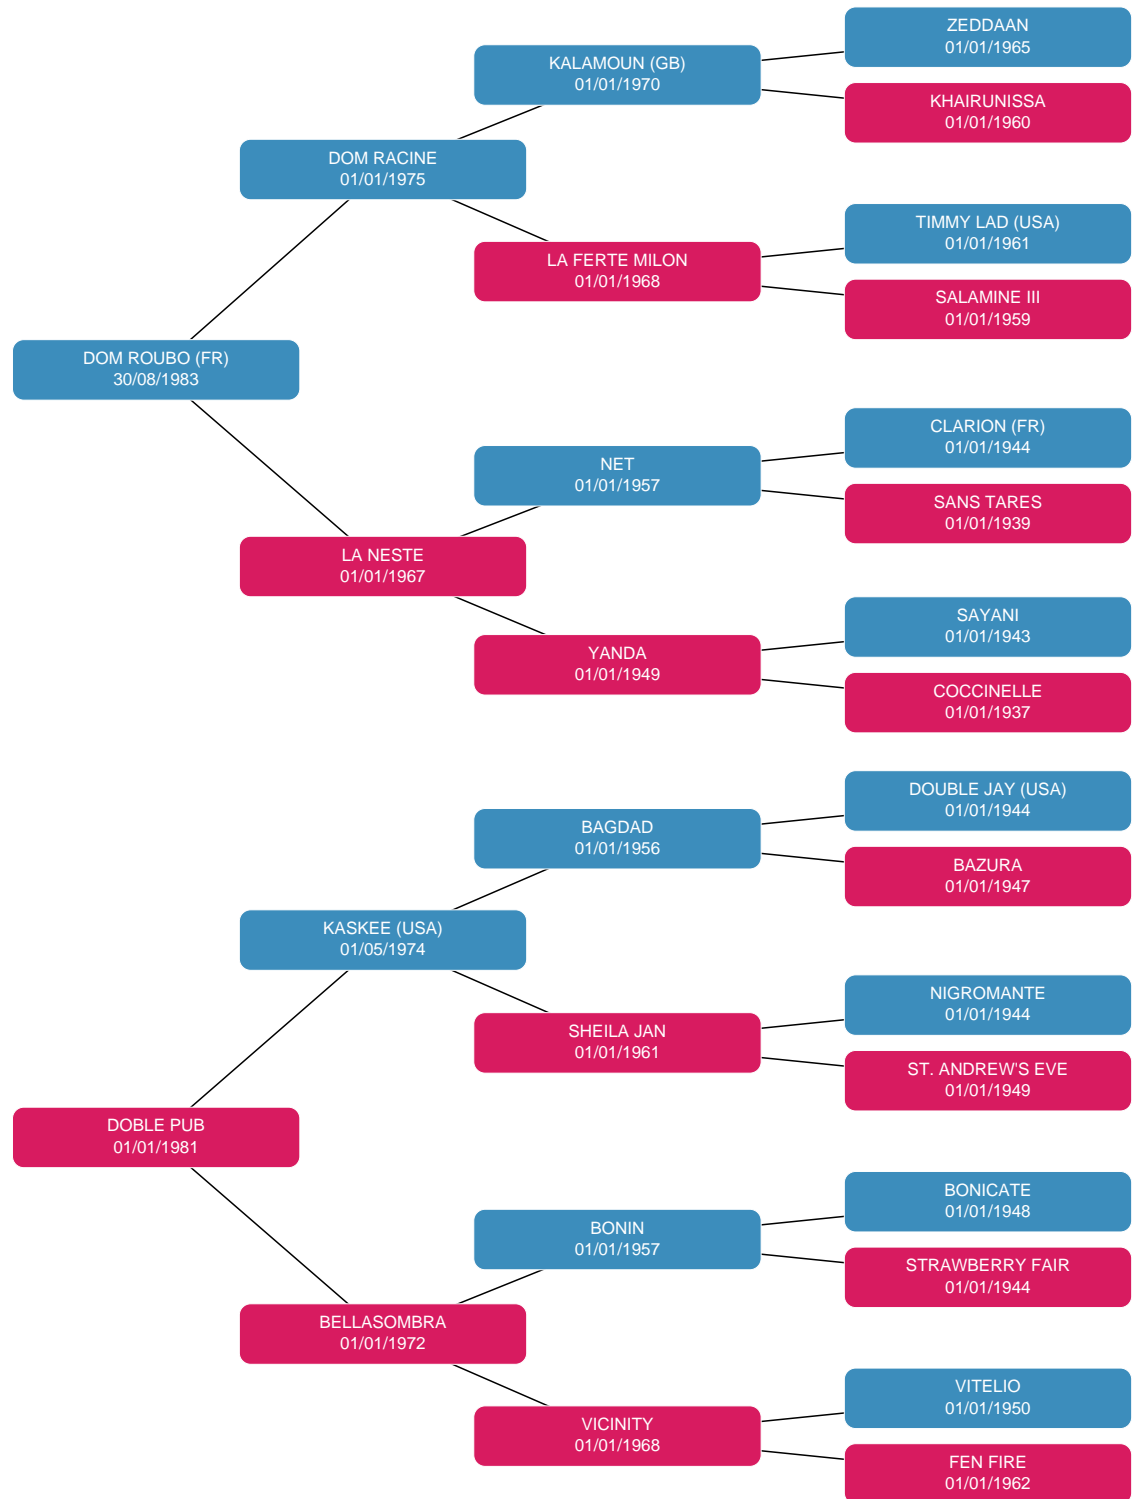 ZEDDAAN
01/01/1965
KALAMOUN (GB)
01/01/1970
KHAIRUNISSA
01/01/1960
DOM RACINE
01/01/1975
TIMMY LAD (USA)
01/01/1961
LA FERTE MILON
01/01/1968
SALAMINE III
01/01/1959
DOM ROUBO (FR)
30/08/1983
CLARION (FR)
01/01/1944
NET
01/01/1957
SANS TARES
01/01/1939
LA NESTE
01/01/1967
SAYANI
01/01/1943
YANDA
01/01/1949
COCCINELLE
01/01/1937
DOUBLE JAY (USA)
01/01/1944
BAGDAD
01/01/1956
BAZURA
01/01/1947
KASKEE (USA)
01/05/1974
NIGROMANTE
01/01/1944
SHEILA JAN
01/01/1961
ST. ANDREW'S EVE
01/01/1949
DOBLE PUB
01/01/1981
BONICATE
01/01/1948
BONIN
01/01/1957
STRAWBERRY FAIR
01/01/1944
BELLASOMBRA
01/01/1972
VITELIO
01/01/1950
VICINITY
01/01/1968
FEN FIRE
01/01/1962